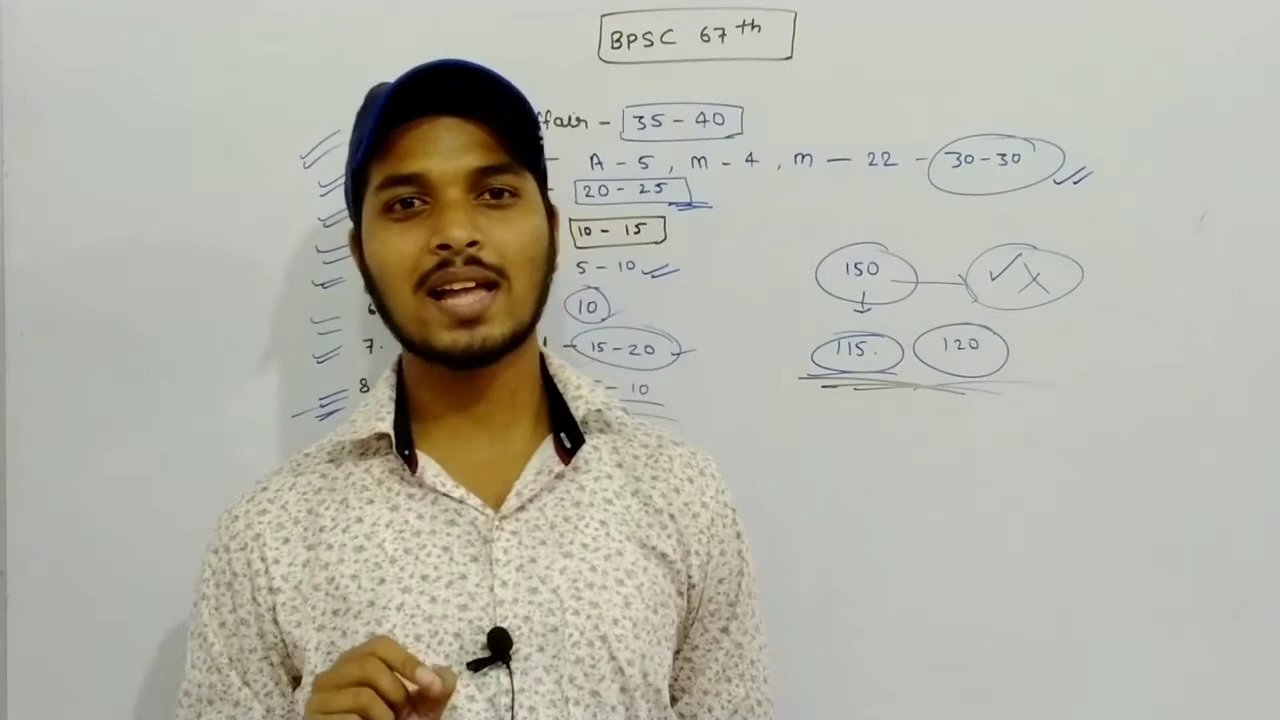 BPSC 67th
ffair - 35-40
- A-5, m-4, m-22 - 30-30
- 20-25
10-15
5-10
6 10
7. - 15-20
8 - 10
150
115. 120